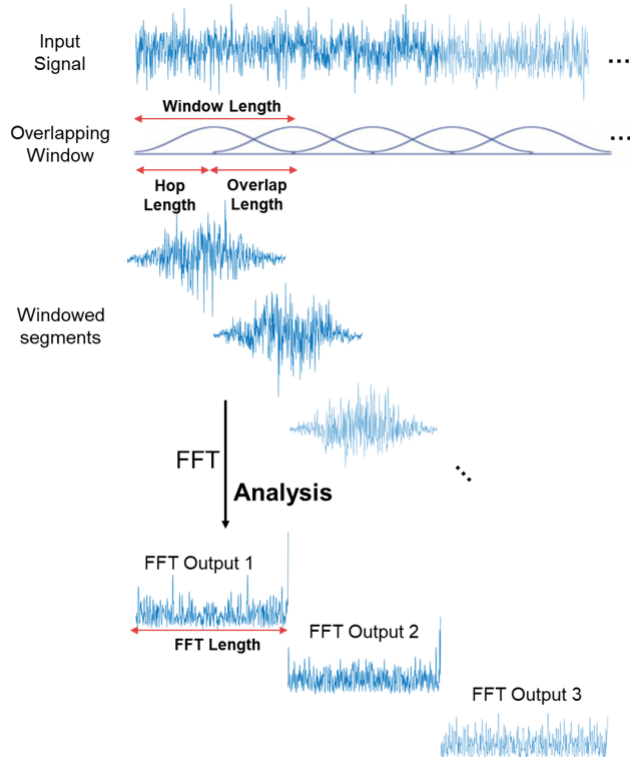 Input
Signal
...
Window Length
Overlapping
Window
...
Hop
Length
Overlap
Length
Windowed
segments
...
FFT
Analysis
FFT Output 1
FFT Length
FFT Output 2
FFT Output 3